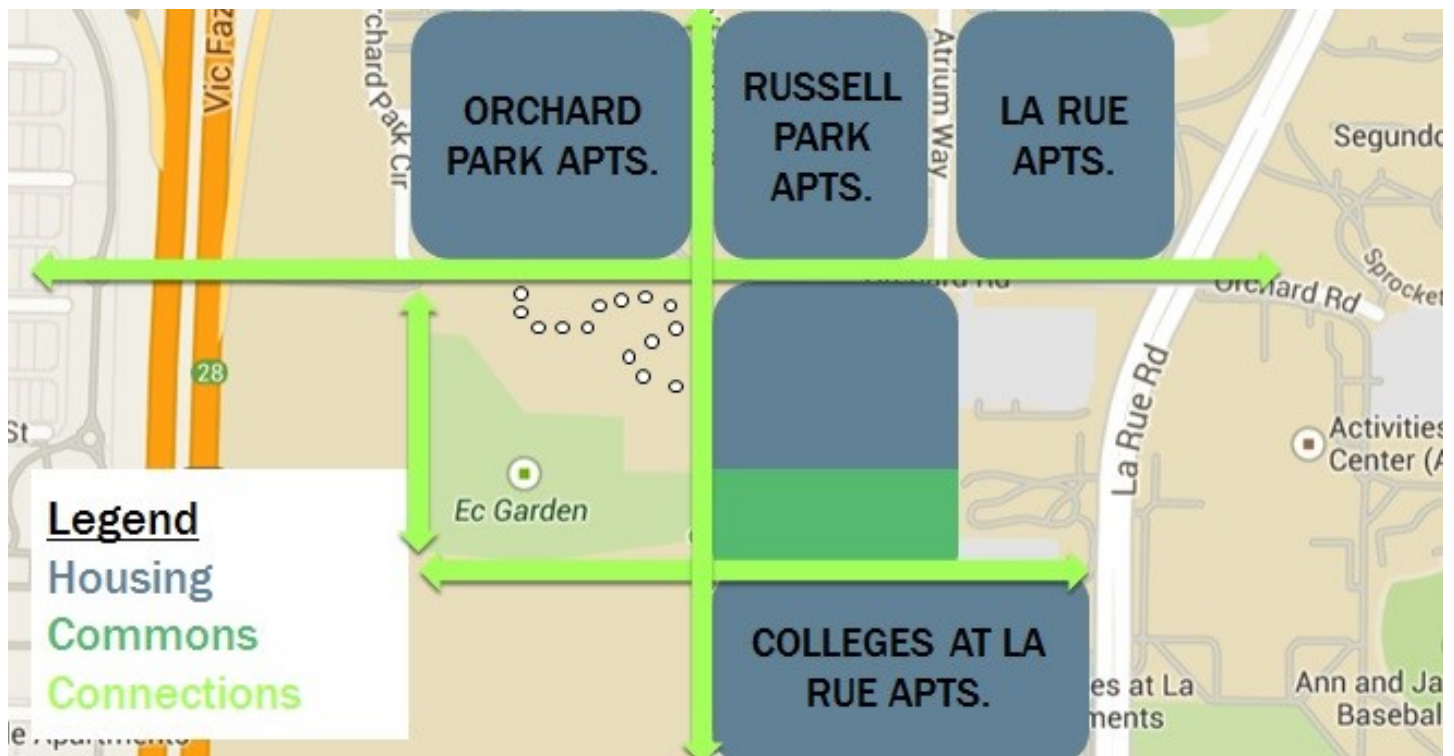 Vic Faz
rchard Park Cir
ORCHARD
PARK APTS.
RUSSELL
PARK
APTS.
Atrium Way
LA RUE
APTS.
Segundo
Orchard Rd
Orchard Rd
Sprocket
28
La Rue Rd
St
Activities
Center (A
Ec Garden
Legend
Housing
Commons
Connections
COLLEGES AT LA
RUE APTS.
es at La
ments
Ann and Ja
Basebal